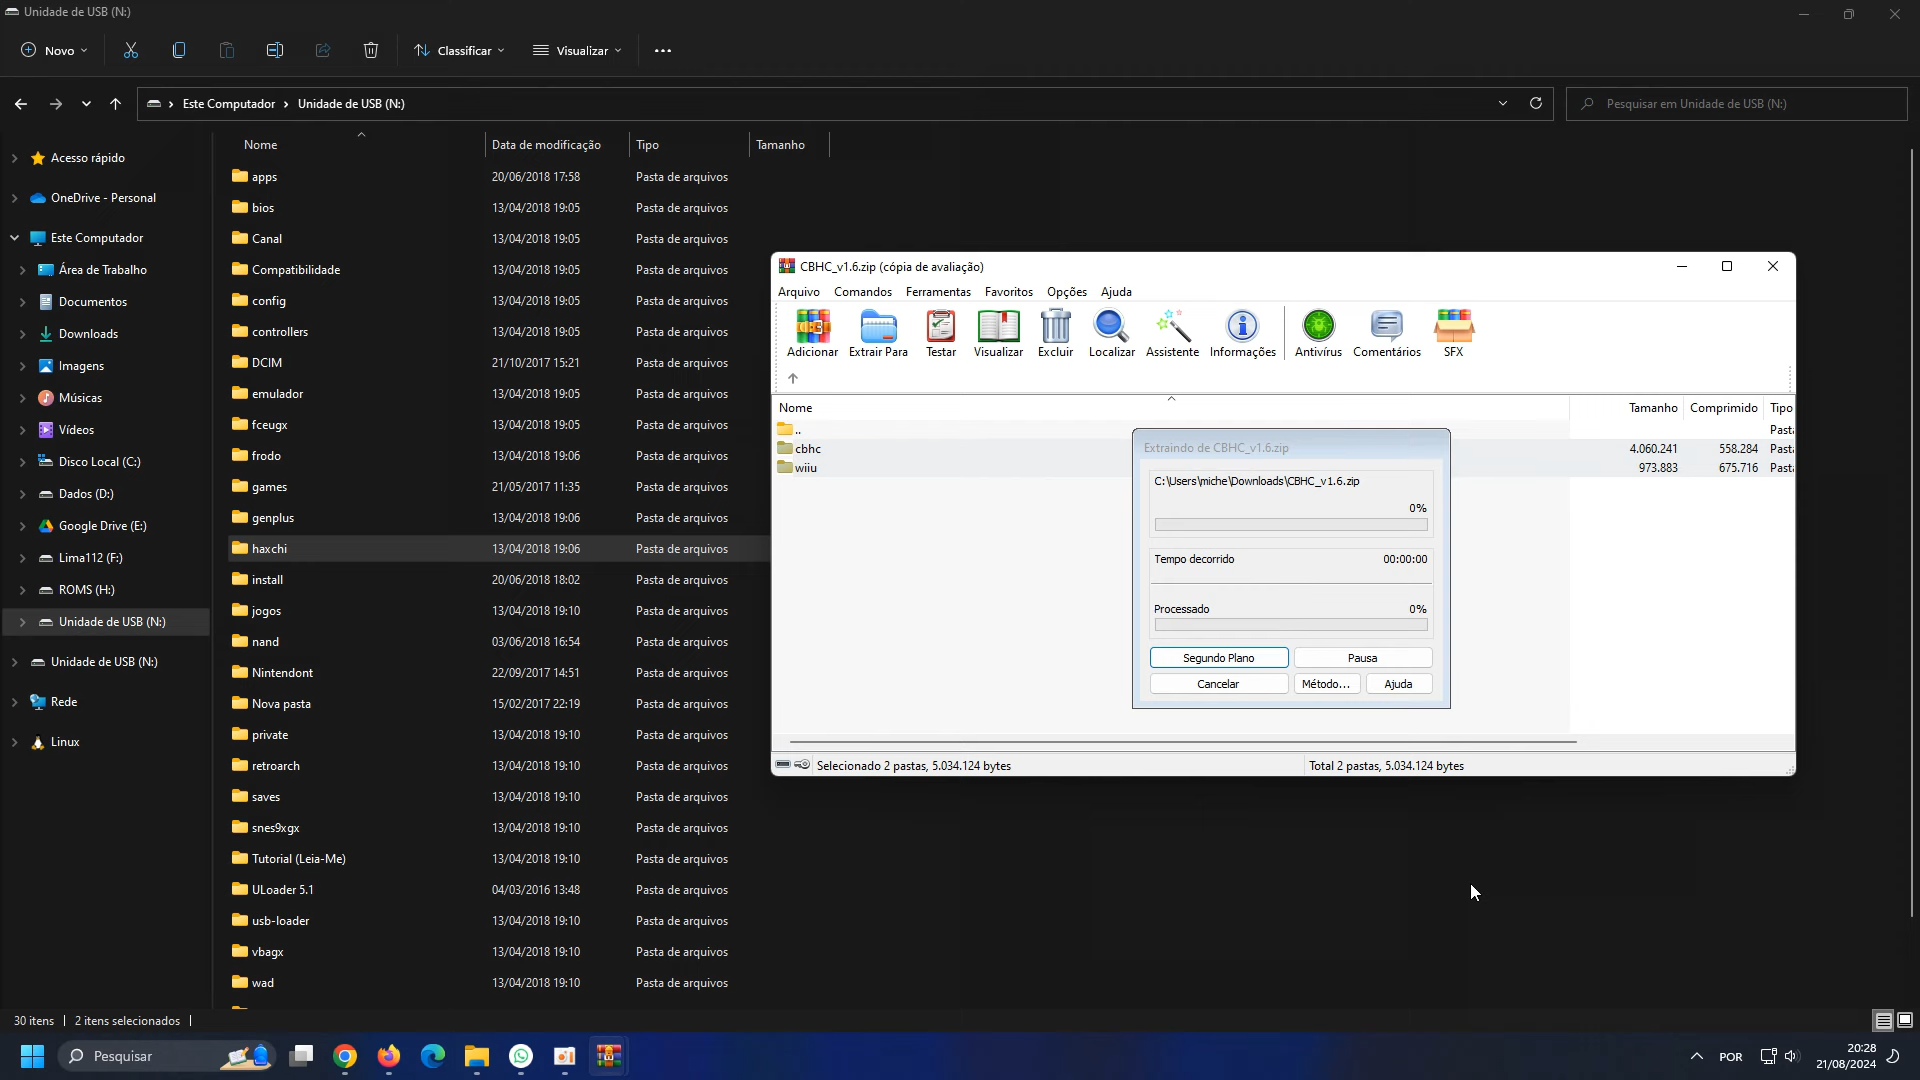 Unidade de USB (N:)
Novo
Classificar
Visualizar
Este Computador
Unidade de USB (N:)
Pesquisar em Unidade de USB (N:)
Acesso rápido
OneDrive - Personal
Este Computador
Área de Trabalho
Documentos
Downloads
Imagens
Músicas
Vídeos
Disco Local (C:)
Dados (D:)
Google Drive (E:)
Lima112 (F:)
ROMS (H:)
Unidade de USB (N:)
Unidade de USB (N:)
Rede
Linux
Nome Data de modificação Tipo Tamanho
apps 20/06/2018 17:58 Pasta de arquivos
bios 13/04/2018 19:05 Pasta de arquivos
Canal 13/04/2018 19:05 Pasta de arquivos
Compatibilidade 13/04/2018 19:05 Pasta de arquivos
config 13/04/2018 19:05 Pasta de arquivos
controllers 13/04/2018 19:05 Pasta de arquivos
DCIM 21/10/2017 15:21 Pasta de arquivos
emulador 13/04/2018 19:05 Pasta de arquivos
fceugx 13/04/2018 19:05 Pasta de arquivos
frodo 13/04/2018 19:06 Pasta de arquivos
games 21/05/2017 11:35 Pasta de arquivos
genplus 13/04/2018 19:06 Pasta de arquivos
haxchi 13/04/2018 19:06 Pasta de arquivos
install 20/06/2018 18:02 Pasta de arquivos
jogos 13/04/2018 19:10 Pasta de arquivos
nand 03/06/2018 16:54 Pasta de arquivos
Nintendont 22/09/2017 14:51 Pasta de arquivos
Nova pasta 15/02/2017 22:19 Pasta de arquivos
private 13/04/2018 19:10 Pasta de arquivos
retroarch 13/04/2018 19:10 Pasta de arquivos
saves 13/04/2018 19:10 Pasta de arquivos
snes9xgx 13/04/2018 19:10 Pasta de arquivos
Tutorial (Leia-Me) 13/04/2018 19:10 Pasta de arquivos
ULoader 5.1 04/03/2016 13:48 Pasta de arquivos
usb-loader 13/04/2018 19:10 Pasta de arquivos
vbagx 13/04/2018 19:10 Pasta de arquivos
wad 13/04/2018 19:10 Pasta de arquivos
CBHC_v1.6.zip (cópia de avaliação)
Arquivo Comandos Ferramentas Favoritos Opções Ajuda
Adicionar Extrair Para Testar Visualizar Excluir Localizar Assistente Informações Antivírus Comentários SFX
Nome Tamanho Comprimido Tipo
.. Past
cbhc 4.060.241 558.284 Past
wiiu 973.883 675.716 Past
Extraindo de CBHC_v1.6.zip
C:\Users\miche\Downloads\CBHC_v1.6.zip
0%
Tempo decorrido 00:00:00
Processado 0%
Segundo Plano Pausa
Cancelar Método... Ajuda
Selecionado 2 pastas, 5.034.124 bytes Total 2 pastas, 5.034.124 bytes
30 itens 2 itens selecionados
Pesquisar
POR
20:28
21/08/2024